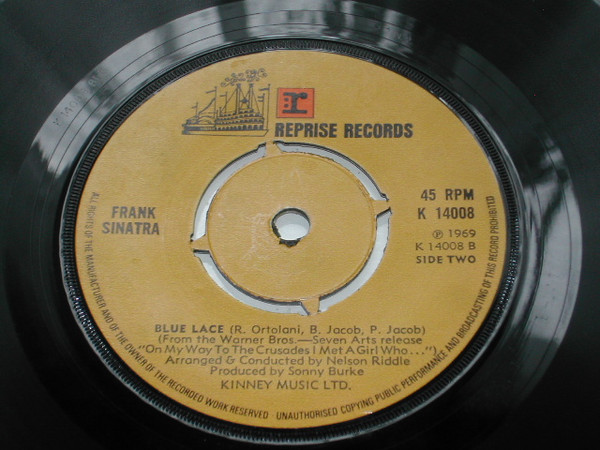 r
REPRISE RECORDS
FRANK
SINATRA
45 RPM
K 14008
Ⓟ 1969
K 14008 B
SIDE TWO
BLUE LACE (R. Ortolani, B. Jacob, P. Jacob)
(From the Warner Bros.—Seven Arts release
"On My Way To The Crusades I Met A Girl Who...")
Arranged & Conducted by Nelson Riddle
Produced by Sonny Burke
KINNEY MUSIC LTD.
ALL RIGHTS OF THE MANUFACTURER AND OF THE OWNER OF THE RECORDED WORK RESERVED · UNAUTHORISED COPYING PUBLIC PERFORMANCE AND BROADCASTING OF THIS RECORD PROHIBITED